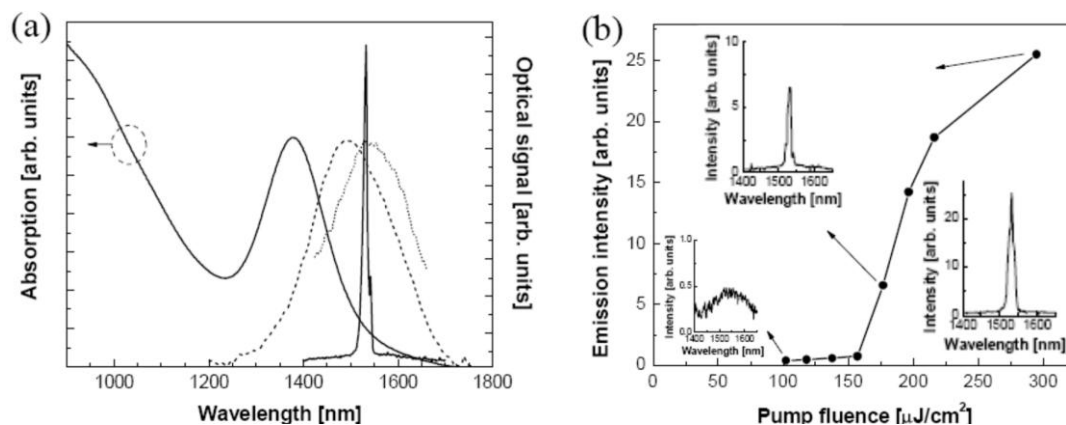 (a)
Absorption [arb. units]
Optical signal [arb. units]
1000 1200 1400 1600 1800
Wavelength [nm]
(b)
Emission intensity [arb. units]
25
20
15
10
5
0
0 50 100 150 200 250 300
Pump fluence [μJ/cm²]
Intensity [arb. units]
10
5
0
1400 1500 1600
Wavelength [nm]
Intensity [arb. units]
1.0
0.5
0.0
1400 1500 1600
Wavelength [nm]
Intensity [arb. units]
20
10
0
1400 1500 1600
Wavelength [nm]